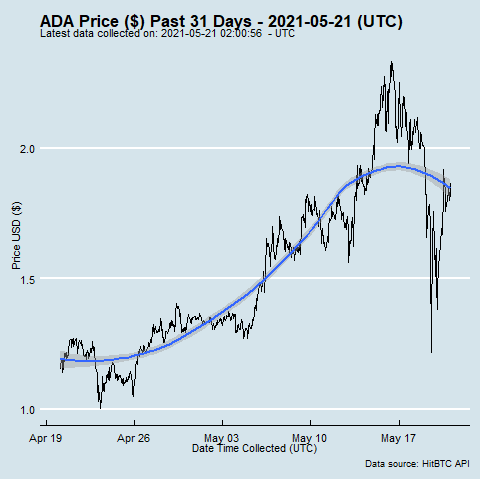 ADA Price ($) Past 31 Days - 2021-05-21 (UTC)
Latest data collected on: 2021-05-21 02:00:56 - UTC
Price USD ($)
2.0
1.5
1.0
Apr 19 Apr 26 May 03 May 10 May 17
Date Time Collected (UTC)
Data source: HitBTC API